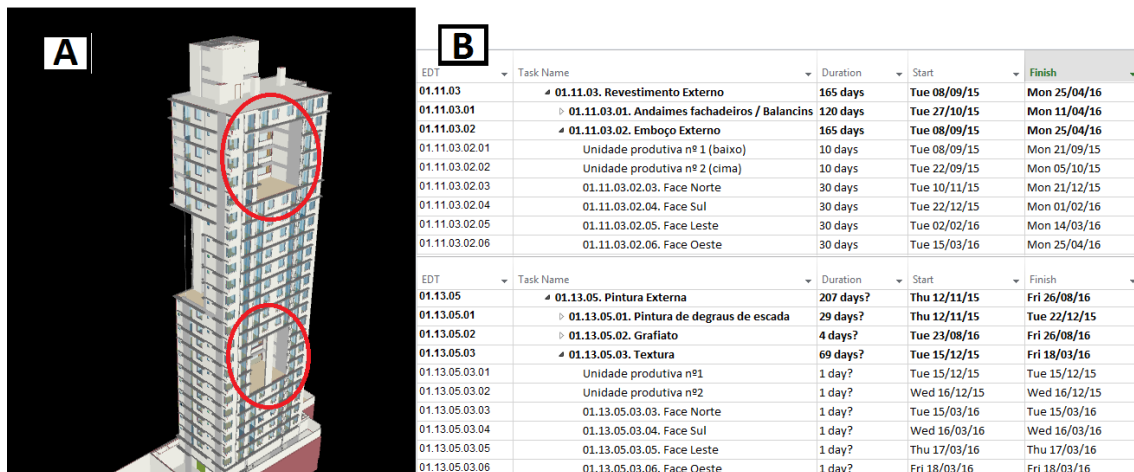 A
B
EDT Task Name Duration Start Finish
01.11.03 01.11.03. Revestimento Externo 165 days Tue 08/09/15 Mon 25/04/16
01.11.03.01 01.11.03.01. Andaimes fachadeiros / Balancins 120 days Tue 27/10/15 Mon 11/04/16
01.11.03.02 01.11.03.02. Emboço Externo 165 days Tue 08/09/15 Mon 25/04/16
01.11.03.02.01 Unidade produtiva nº 1 (baixo) 10 days Tue 08/09/15 Mon 21/09/15
01.11.03.02.02 Unidade produtiva nº 2 (cima) 10 days Tue 22/09/15 Mon 05/10/15
01.11.03.02.03 01.11.03.02.03. Face Norte 30 days Tue 10/11/15 Mon 21/12/15
01.11.03.02.04 01.11.03.02.04. Face Sul 30 days Tue 22/12/15 Mon 01/02/16
01.11.03.02.05 01.11.03.02.05. Face Leste 30 days Tue 02/02/16 Mon 14/03/16
01.11.03.02.06 01.11.03.02.06. Face Oeste 30 days Tue 15/03/16 Mon 25/04/16
EDT Task Name Duration Start Finish
01.13.05 01.13.05. Pintura Externa 207 days? Thu 12/11/15 Fri 26/08/16
01.13.05.01 01.13.05.01. Pintura de degraus de escada 29 days? Thu 12/11/15 Tue 22/12/15
01.13.05.02 01.13.05.02. Grafiato 4 days? Tue 23/08/16 Fri 26/08/16
01.13.05.03 01.13.05.03. Textura 69 days? Tue 15/12/15 Fri 18/03/16
01.13.05.03.01 Unidade produtiva nº1 1 day? Tue 15/12/15 Tue 15/12/15
01.13.05.03.02 Unidade produtiva nº2 1 day? Wed 16/12/15 Wed 16/12/15
01.13.05.03.03 01.13.05.03.03. Face Norte 1 day? Tue 15/03/16 Tue 15/03/16
01.13.05.03.04 01.13.05.03.04. Face Sul 1 day? Wed 16/03/16 Wed 16/03/16
01.13.05.03.05 01.13.05.03.05. Face Leste 1 day? Thu 17/03/16 Thu 17/03/16
01.13.05.03.06 01.13.05.03.06. Face Oeste 1 day? Fri 18/03/16 Fri 18/03/16